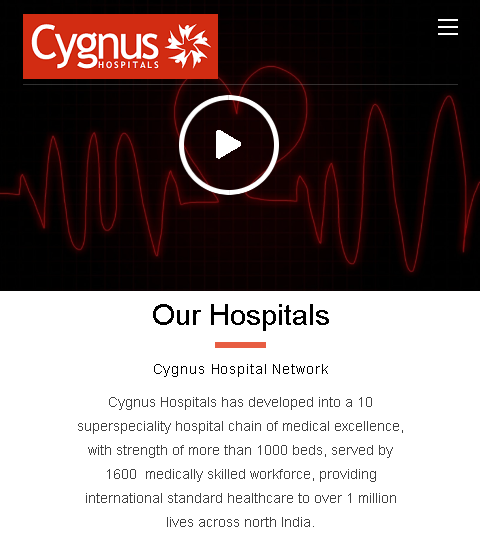 Cygnus
HOSPITALS
Our Hospitals
Cygnus Hospital Network
Cygnus Hospitals has developed into a 10
superspeciality hospital chain of medical excellence,
with strength of more than 1000 beds, served by
1600  medically skilled workforce, providing
international standard healthcare to over 1 million
lives across north India.